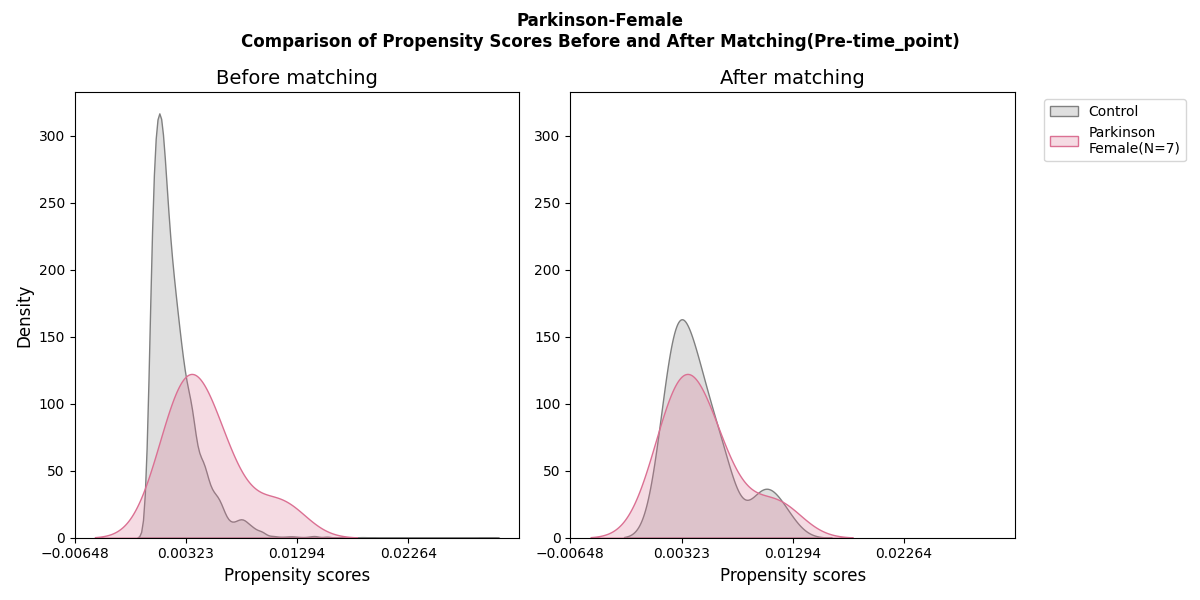 Parkinson-Female
Comparison of Propensity Scores Before and After Matching(Pre-time_point)
Before matching
After matching
Density
300
250
200
150
100
50
0
−0.00648
0.00323
0.01294
0.02264
Propensity scores
300
250
200
150
100
50
0
−0.00648
0.00323
0.01294
0.02264
Propensity scores
Control
Parkinson
Female(N=7)